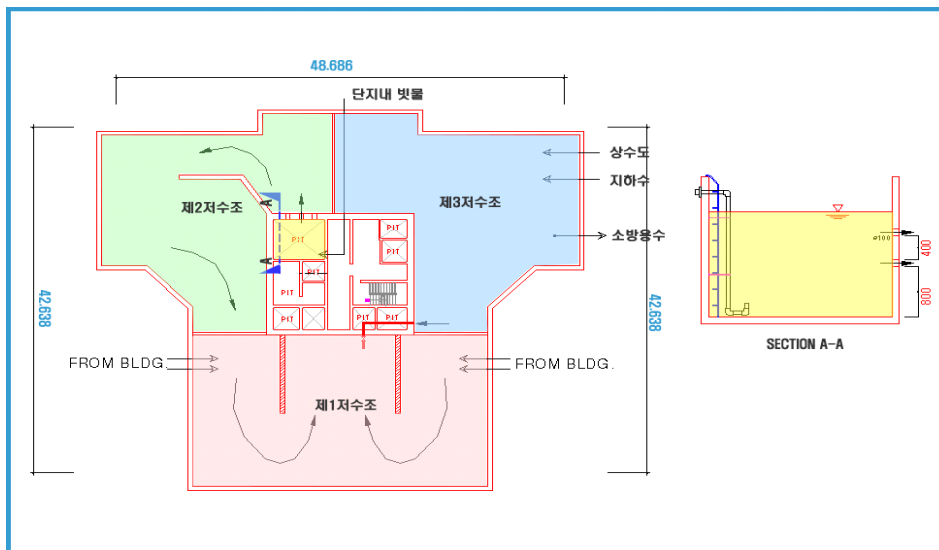 48.686
단지내 빗물
상수도
지하수
제2저수조
제3저수조
A
PIT
PIT
소방용수
PIT
A
PIT
PIT
PIT
PIT
PIT
42.638
42.638
ø100
400
800
SECTION A-A
FROM BLDG.
FROM BLDG.
제1저수조